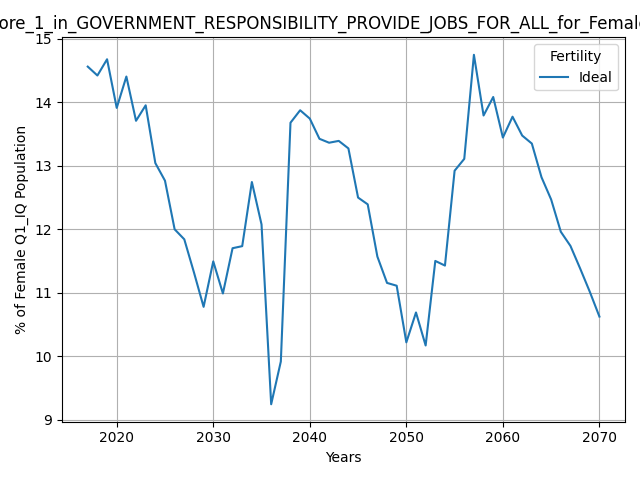 ore_1_in_GOVERNMENT_RESPONSIBILITY_PROVIDE_JOBS_FOR_ALL_for_Female
15
14
13
12
11
10
9
% of Female Q1_IQ Population
Fertility
Ideal
2020 2030 2040 2050 2060 2070
Years